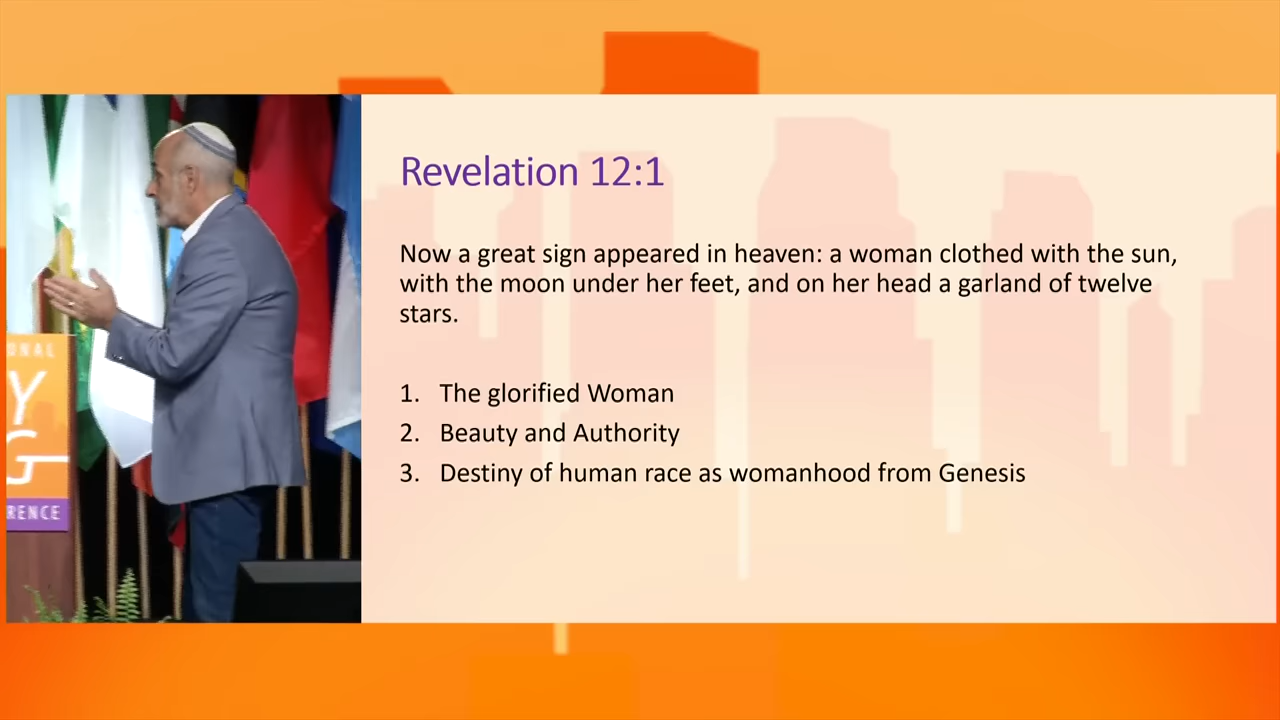 ONAL
Y
G
RENCE
Revelation 12:1
Now a great sign appeared in heaven: a woman clothed with the sun,
with the moon under her feet, and on her head a garland of twelve
stars.
1. The glorified Woman
2. Beauty and Authority
3. Destiny of human race as womanhood from Genesis